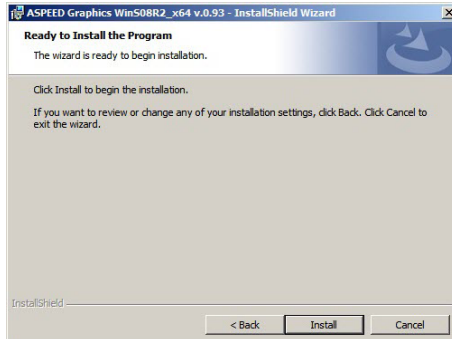 ASPEED Graphics WinS08R2_x64 v.0.93 - InstallShield Wizard
Ready to Install the Program
The wizard is ready to begin installation.
Click Install to begin the installation.
If you want to review or change any of your installation settings, click Back. Click Cancel to
exit the wizard.
InstallShield
< Back Install Cancel